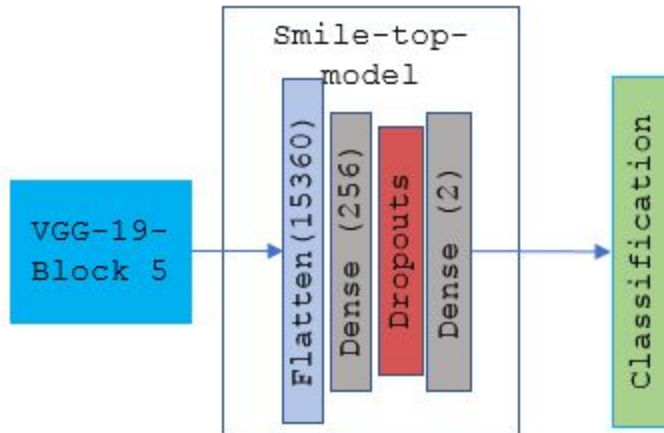 Smile-top-
model
VGG-19-
Block 5
Flatten(15360)
Dense (256)
Dropouts
Dense (2)
Classification